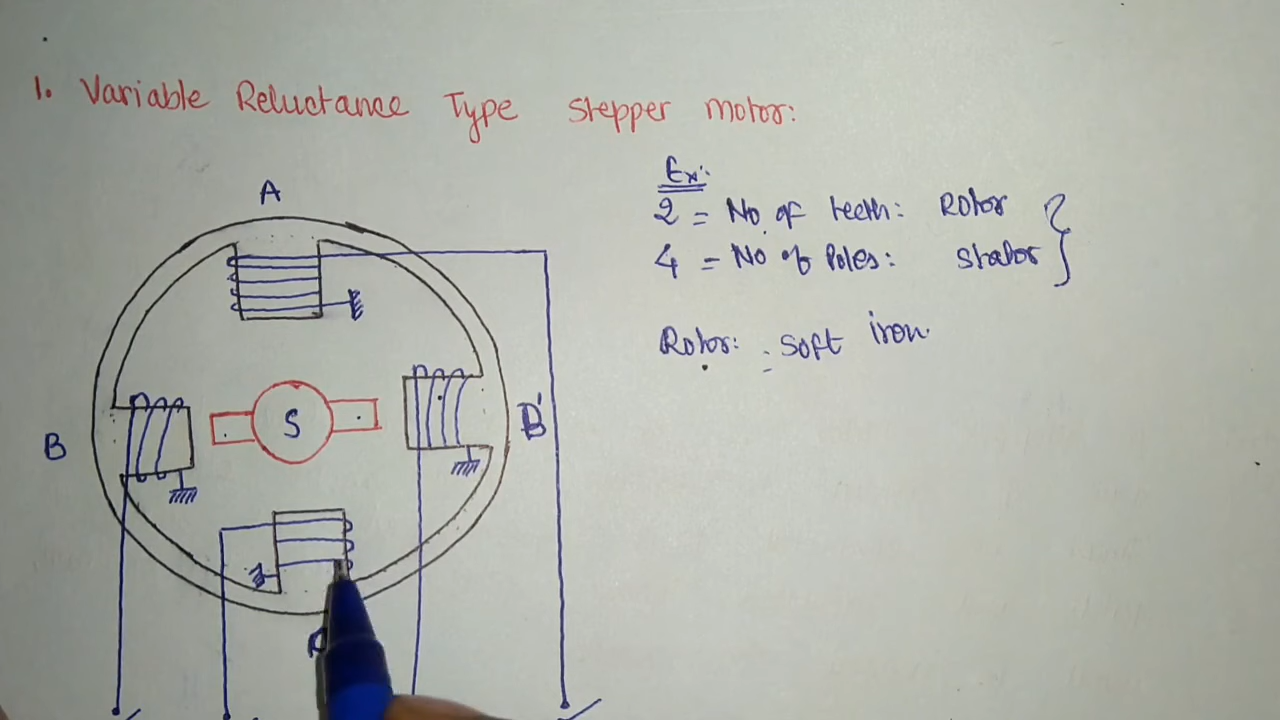 1. Variable Reluctance Type Stepper motor:
A
Ex:
2 = No. of teeth: Rotor
4 = No of Poles: stator
Rotor: soft iron
B
S
B'